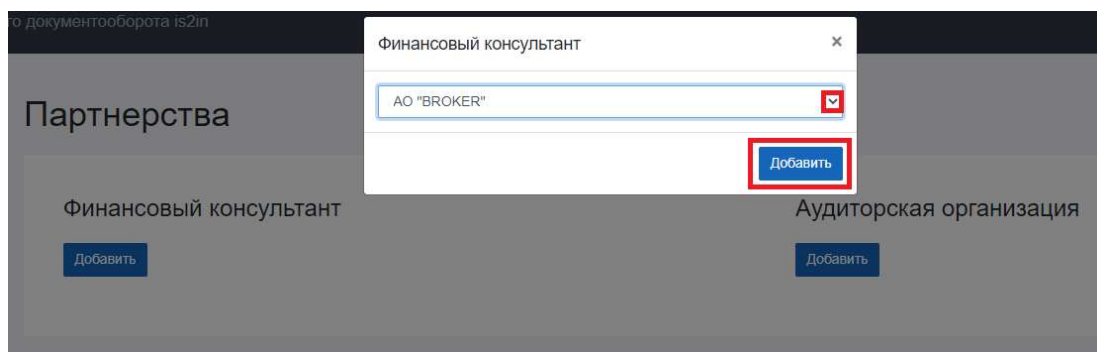 го документооборота is2in
Финансовый консультант
×
АО "BROKER"
Добавить
Партнерства
Финансовый консультант
Добавить
Аудиторская организация
Добавить